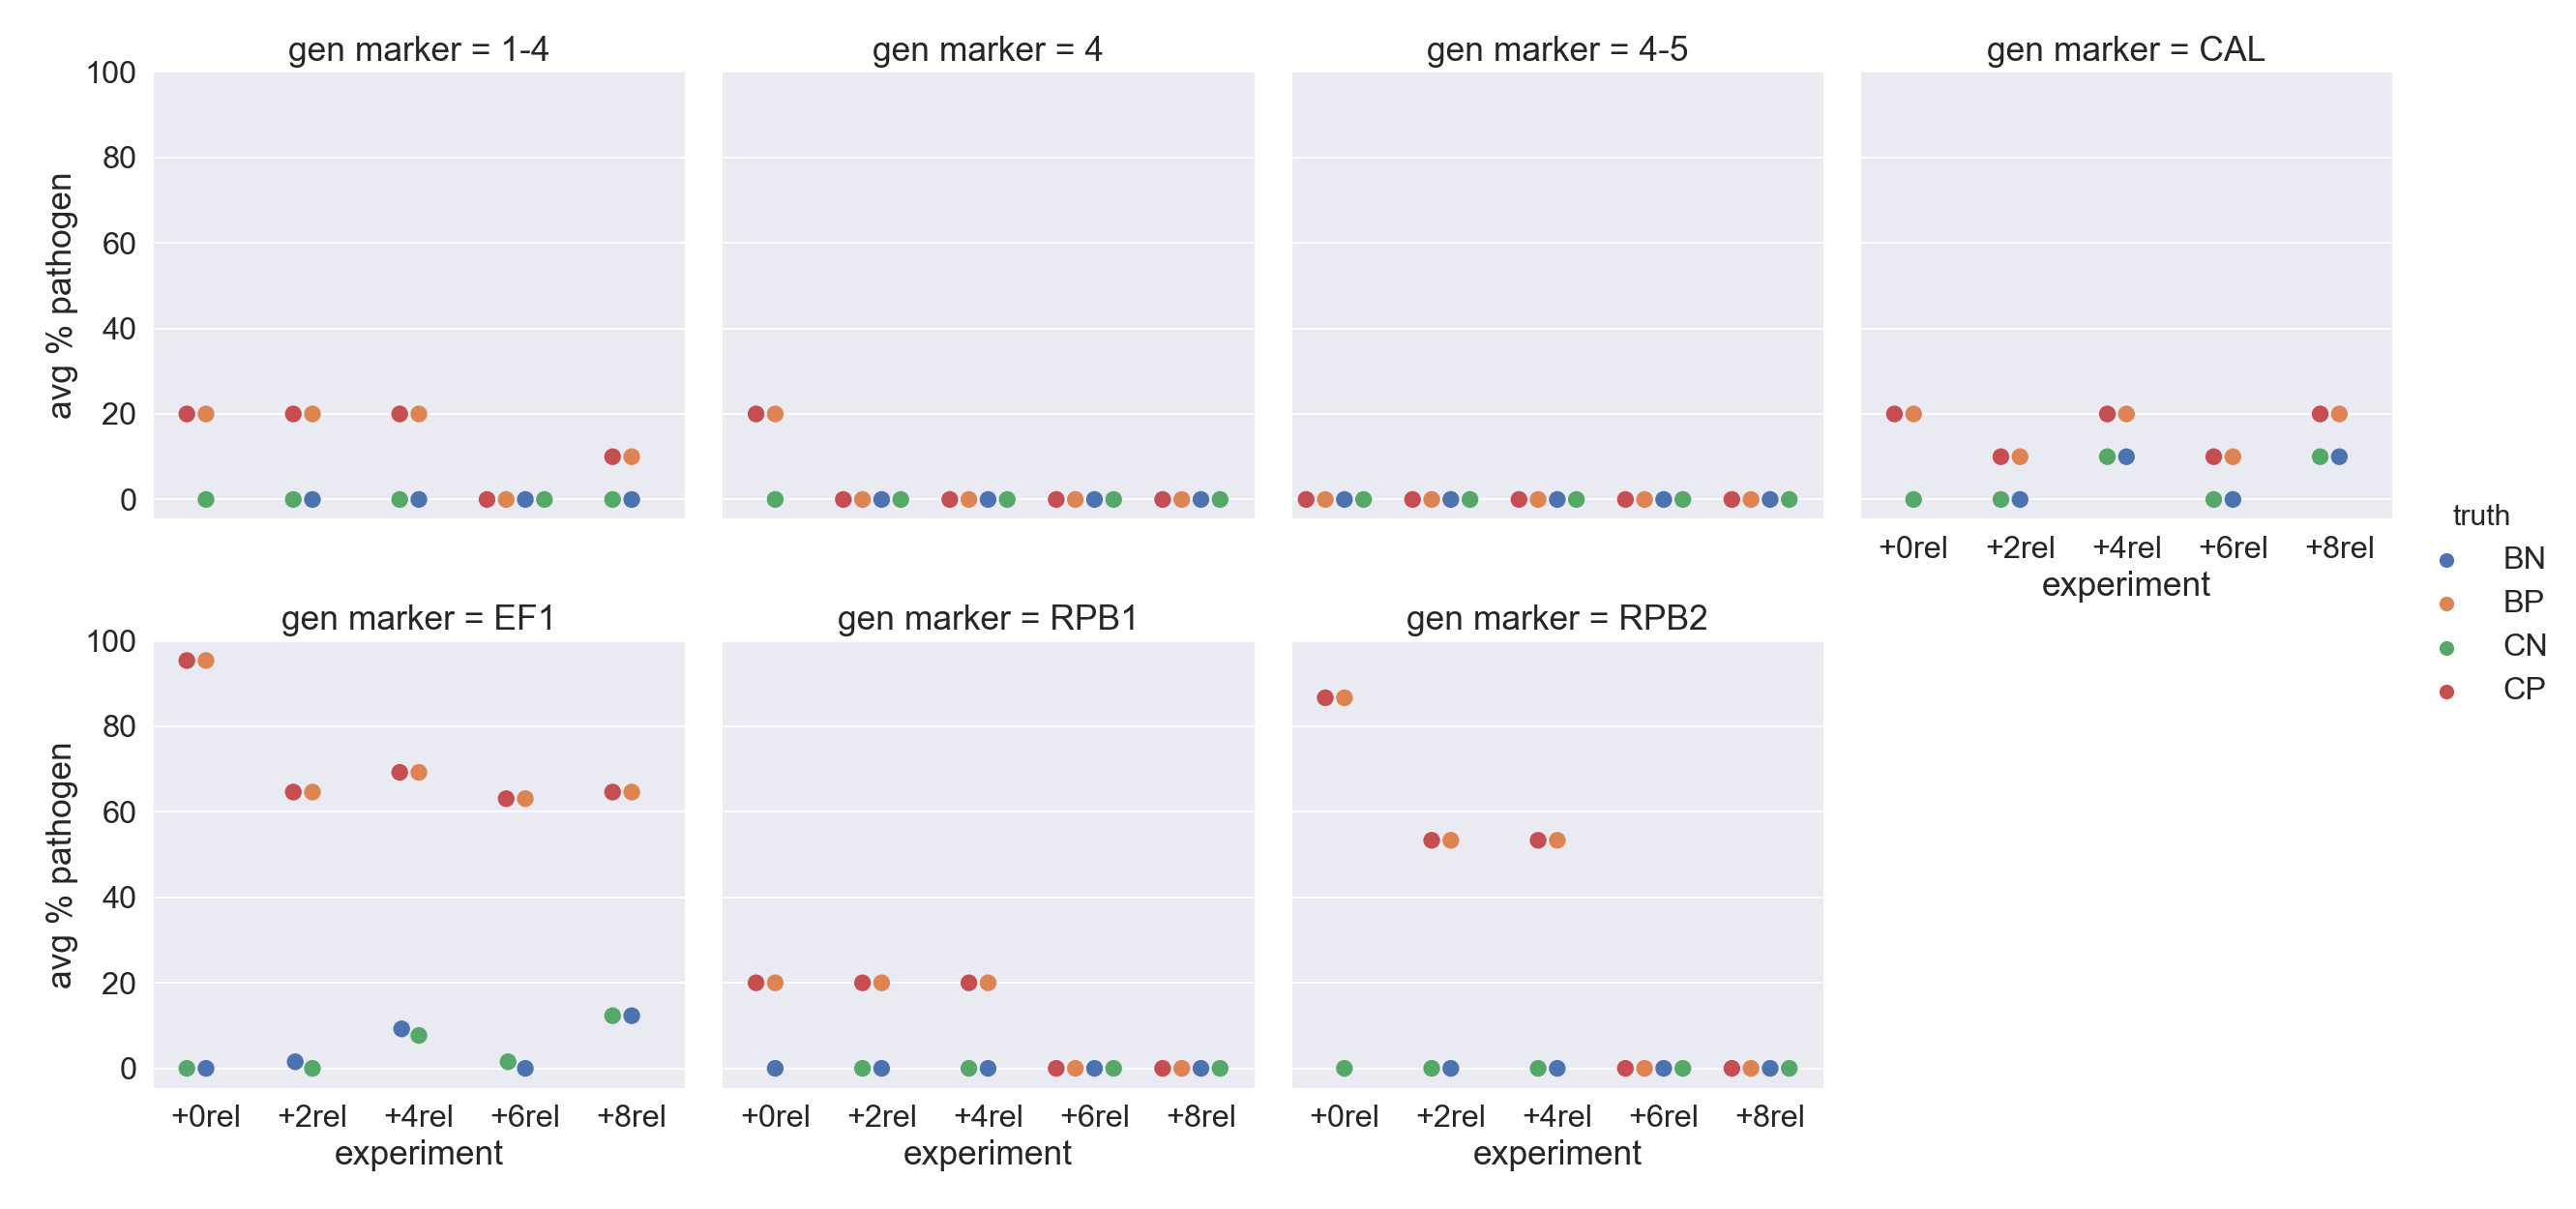 gen marker = 1-4
gen marker = 4
gen marker = 4-5
gen marker = CAL
100
80
60
40
20
0
avg % pathogen
+0rel +2rel +4rel +6rel +8rel
experiment
truth
BN
BP
CN
CP
gen marker = EF1
gen marker = RPB1
gen marker = RPB2
100
80
60
40
20
0
avg % pathogen
+0rel +2rel +4rel +6rel +8rel
experiment
+0rel +2rel +4rel +6rel +8rel
experiment
+0rel +2rel +4rel +6rel +8rel
experiment